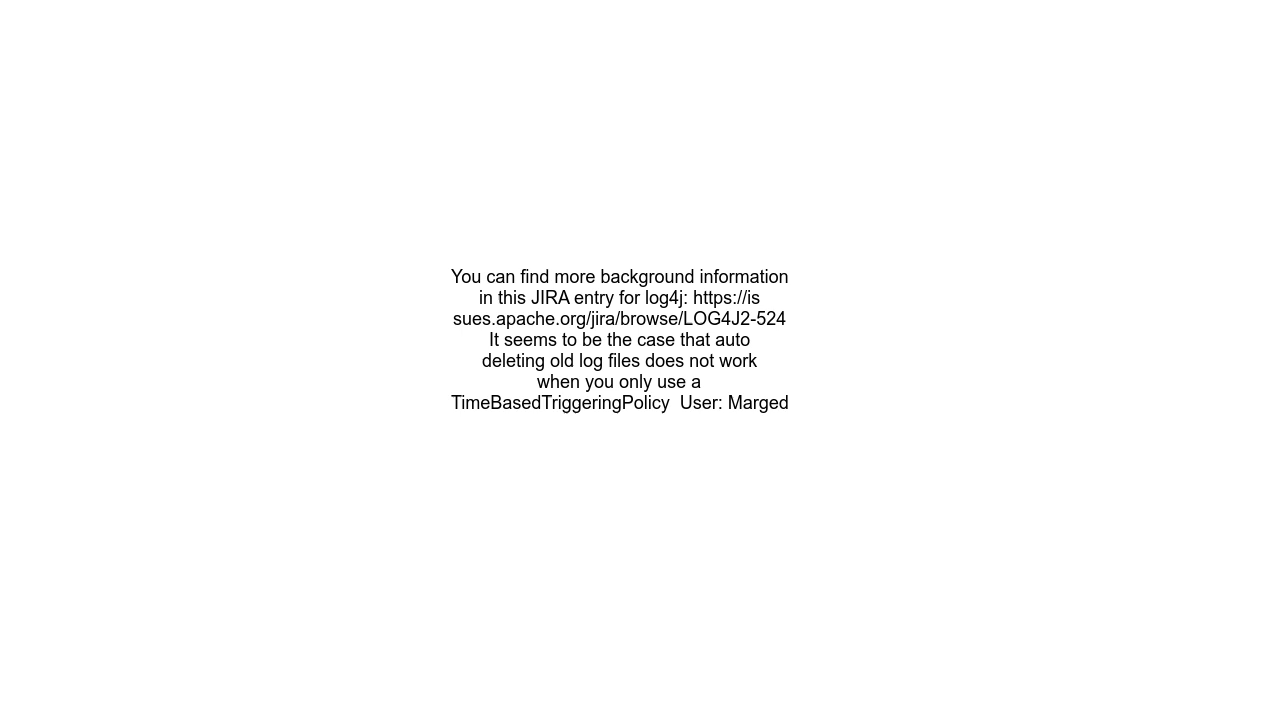 You can find more background information
in this JIRA entry for log4j: https://is
sues.apache.org/jira/browse/LOG4J2-524
It seems to be the case that auto
deleting old log files does not work
when you only use a
TimeBasedTriggeringPolicy  User: Marged